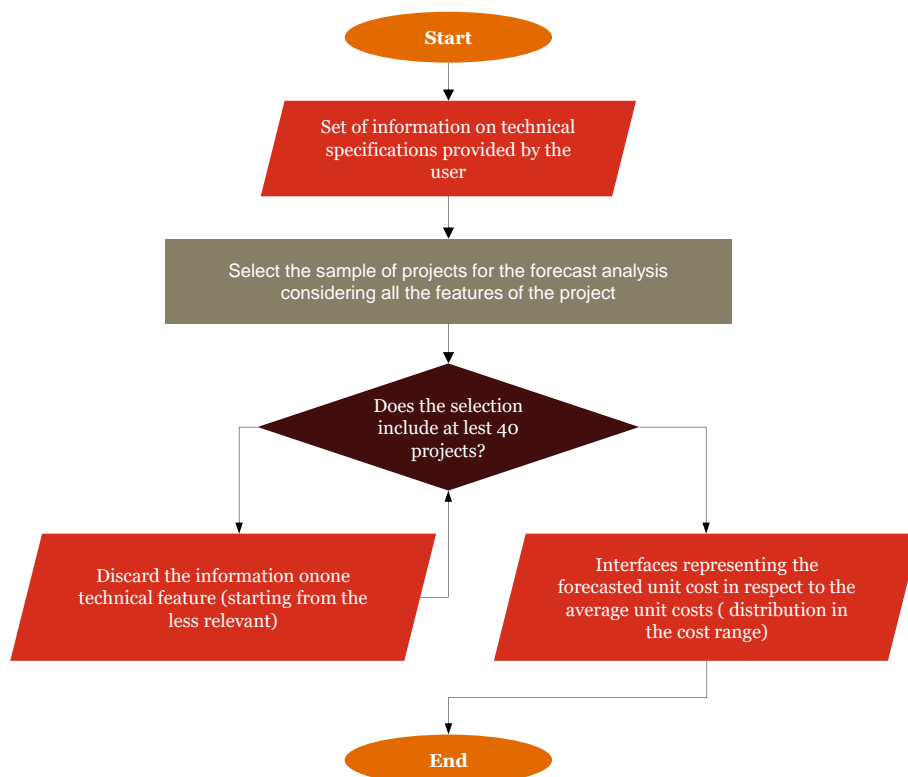 Start
Set of information on technical
specifications provided by the
user
Select the sample of projects for the forecast analysis
considering all the features of the project
Does the selection
include at lest 40
projects?
Discard the information onone
technical feature (starting from the
less relevant)
Interfaces representing the
forecasted unit cost in respect to the
average unit costs ( distribution in
the cost range)
End